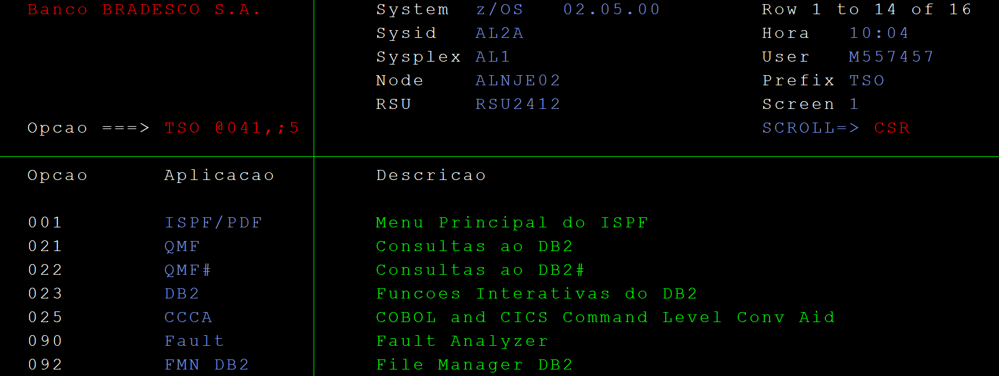 Banco BRADESCO S.A. System z/OS 02.05.00 Row 1 to 14 of 16
Sysid AL2A Hora 10:04
Sysplex AL1 User M557457
Node ALNJE02 Prefix TSO
RSU RSU2412 Screen 1
Opcao ===> TSO @041,;5 SCROLL=> CSR
Opcao Aplicacao Descricao
001 ISPF/PDF Menu Principal do ISPF
021 QMF Consultas ao DB2
022 QMF# Consultas ao DB2#
023 DB2 Funcoes Interativas do DB2
025 CCCA COBOL and CICS Command Level Conv Aid
090 Fault Fault Analyzer
092 FMN DB2 File Manager DB2